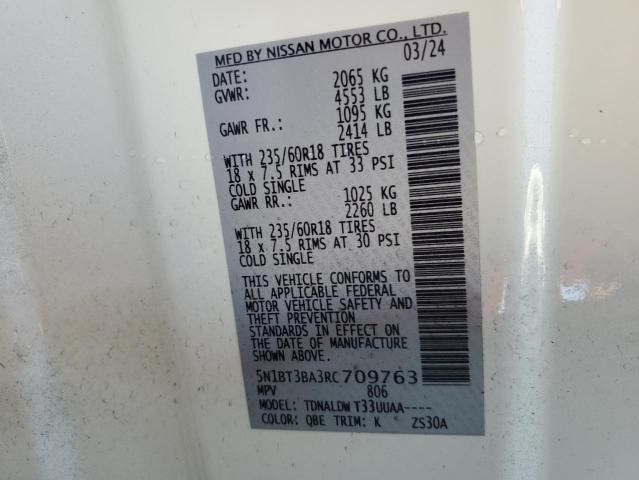 MFD BY NISSAN MOTOR CO., LTD.
DATE: 03/24
GVWR: 2065 KG
4553 LB
GAWR FR.: 1095 KG
2414 LB
WITH 235/60R18 TIRES
18 x 7.5 RIMS AT 33 PSI
COLD SINGLE
GAWR RR.: 1025 KG
2260 LB
WITH 235/60R18 TIRES
18 x 7.5 RIMS AT 30 PSI
COLD SINGLE
THIS VEHICLE CONFORMS TO
ALL APPLICABLE FEDERAL
MOTOR VEHICLE SAFETY AND
THEFT PREVENTION
STANDARDS IN EFFECT ON
THE DATE OF MANUFACTURE
SHOWN ABOVE.
5N1BT3BA3RC709763
MPV 806
MODEL: TDNALDW T33UUAA----
COLOR: QBE TRIM: K ZS30A